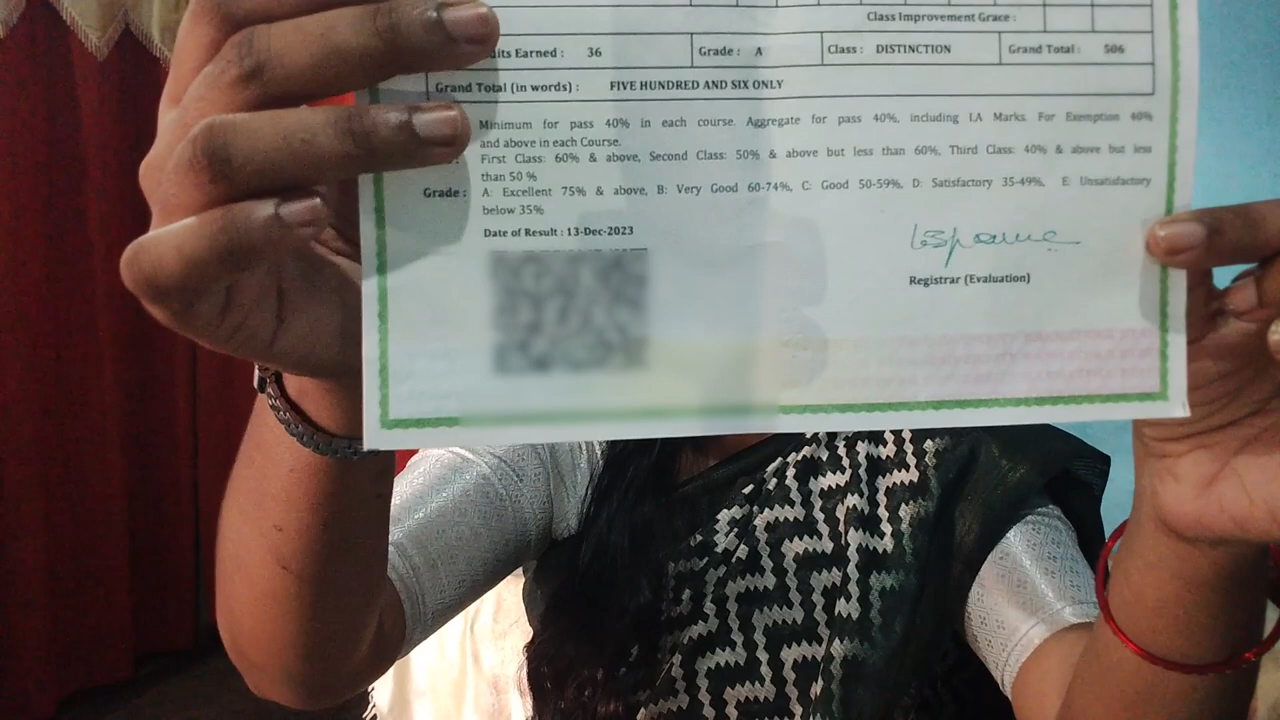 Class Improvement Grace :
its Earned : 36 Grade : A Class : DISTINCTION Grand Total : 506
Grand Total (in words) : FIVE HUNDRED AND SIX ONLY
Minimum for pass 40% in each course. Aggregate for pass 40%, including I.A Marks. For Exemption 40%
and above in each Course.
First Class: 60% & above, Second Class: 50% & above but less than 60%, Third Class: 40% & above but less
than 50 %
Grade : A: Excellent 75% & above, B: Very Good 60-74%, C: Good 50-59%, D: Satisfactory 35-49%, E: Unsatisfactory
below 35%
Date of Result : 13-Dec-2023
Registrar (Evaluation)